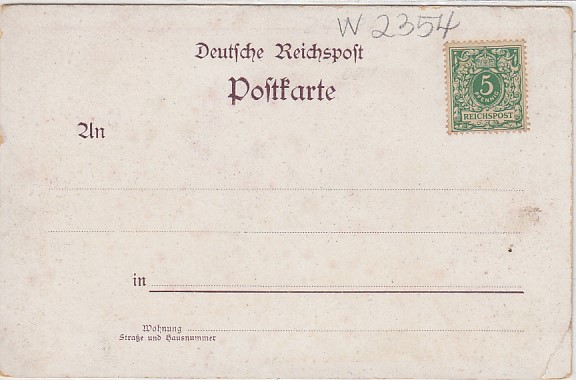 W 2354
Deutsche Reichspost
Postkarte
5
PFENNIG
REICHSPOST
An
in
Wohnung
Straße und Hausnummer